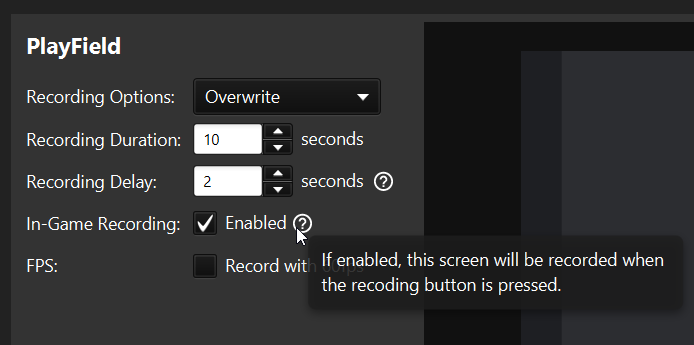 PlayField
Recording Options: Overwrite
Recording Duration: 10 seconds
Recording Delay: 2 seconds ?
In-Game Recording: Enabled ?
FPS: Record with
If enabled, this screen will be recorded when
the recoding button is pressed.